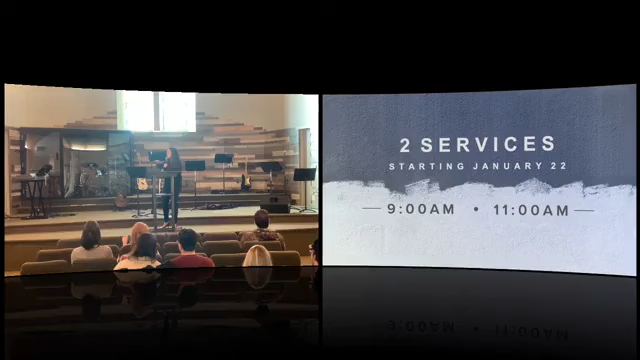 2 SERVICES
STARTING JANUARY 22
9:00AM • 11:00AM